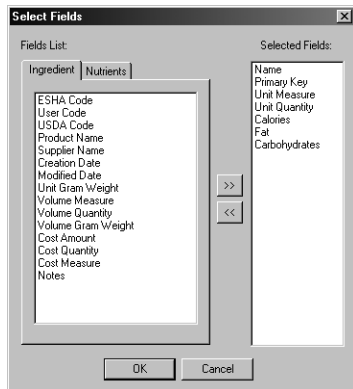 Select Fields
Fields List:
Selected Fields:
Ingredient
Nutrients
ESHA Code
User Code
USDA Code
Product Name
Supplier Name
Creation Date
Modified Date
Unit Gram Weight
Volume Measure
Volume Quantity
Volume Gram Weight
Cost Amount
Cost Quantity
Cost Measure
Notes
>>
<<
Name
Primary Key
Unit Measure
Unit Quantity
Calories
Fat
Carbohydrates
OK
Cancel